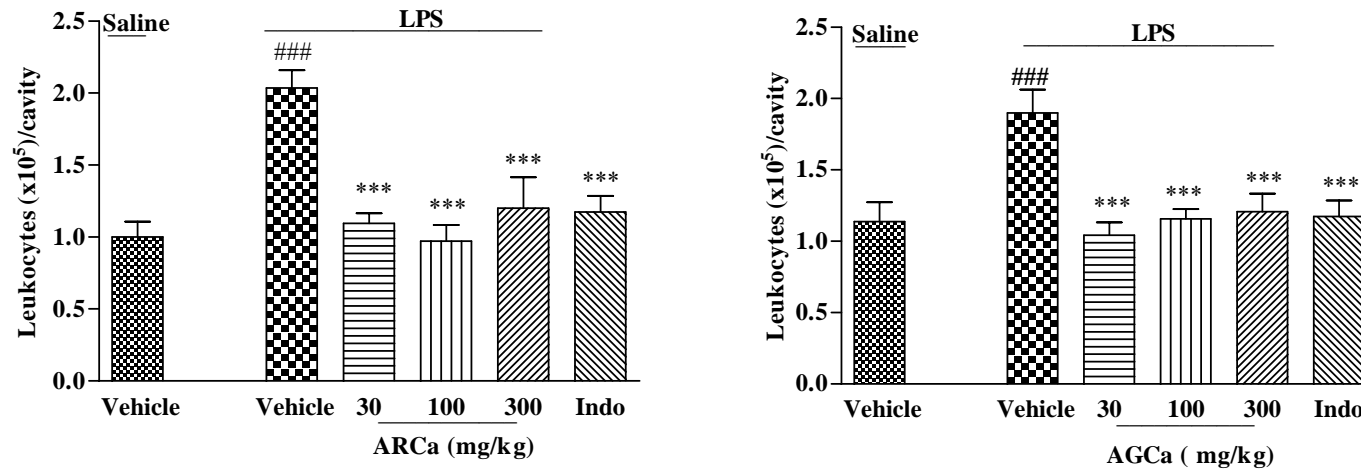 Saline
LPS
###
***
***
***
***
2.5
2.0
1.5
1.0
0.5
0.0
Leukocytes (x10⁵)/cavity
Vehicle Vehicle 30 100 300 Indo
ARCa (mg/kg)
Saline
LPS
###
***
***
***
***
2.5
2.0
1.5
1.0
0.5
0.0
Leukocytes (x10⁵)/cavity
Vehicle Vehicle 30 100 300 Indo
AGCa ( mg/kg)